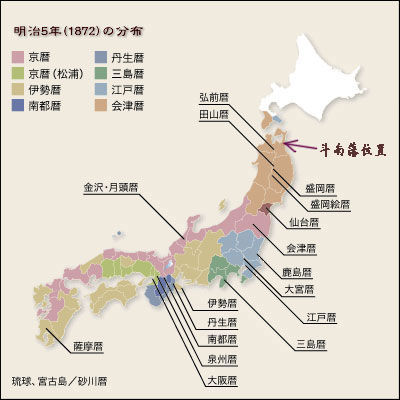 明治5年(1872)の分布
京暦
京暦(松浦)
伊勢暦
南都暦
丹生暦
三島暦
江戸暦
会津暦
弘前暦
田山暦
斗南藩位置
盛岡暦
盛岡絵暦
仙台暦
金沢・月頭暦
会津暦
鹿島暦
大宮暦
江戸暦
三島暦
伊勢暦
丹生暦
南都暦
泉州暦
大阪暦
薩摩暦
琉球、宮古島/砂川暦